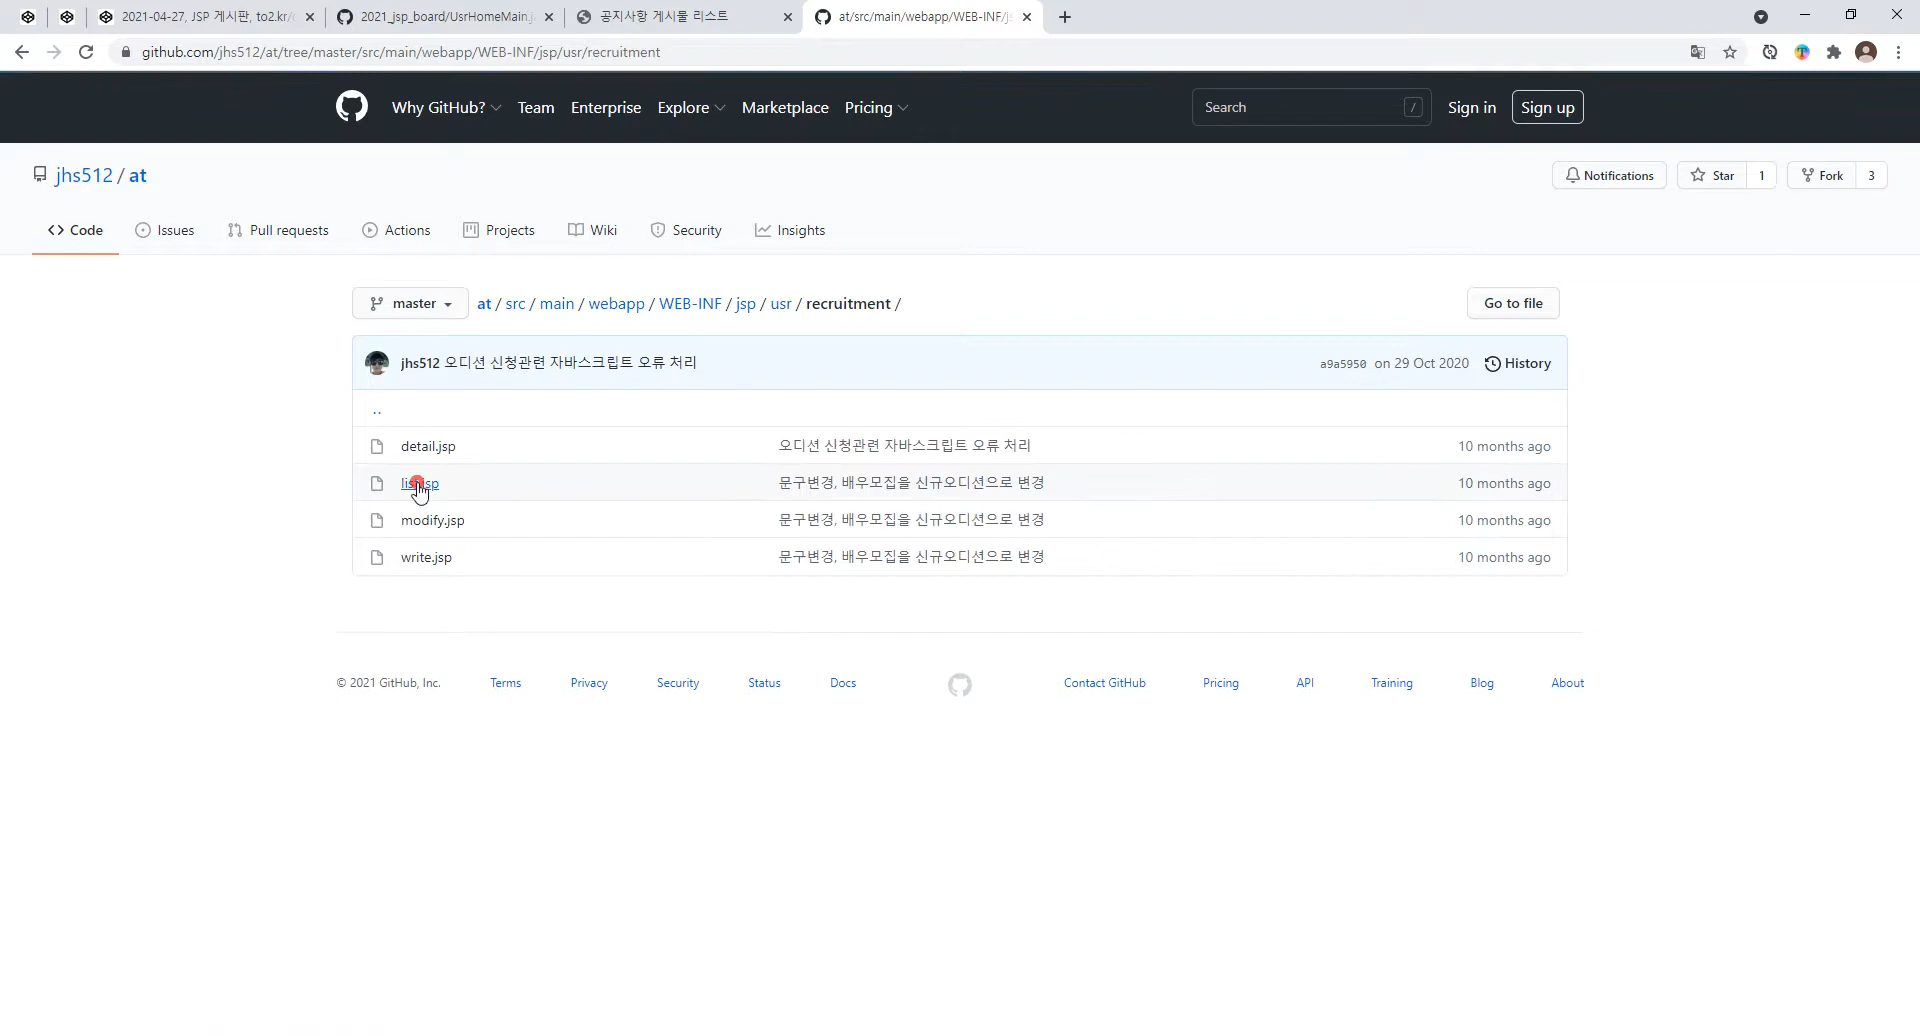 2021-04-27, JSP 게시판, to2.kr/
2021_jsp_board/UsrHomeMain.j
공지사항 게시물 리스트
at/src/main/webapp/WEB-INF/js
github.com/jhs512/at/tree/master/src/main/webapp/WEB-INF/jsp/usr/recruitment
Why GitHub? Team Enterprise Explore Marketplace Pricing Search / Sign in Sign up
jhs512 / at Notifications Star 1 Fork 3
<> Code Issues Pull requests Actions Projects Wiki Security Insights
master at / src / main / webapp / WEB-INF / jsp / usr / recruitment / Go to file
jhs512 오디션 신청관련 자바스크립트 오류 처리 a9a5950 on 29 Oct 2020 History
..
detail.jsp 오디션 신청관련 자바스크립트 오류 처리 10 months ago
list.jsp 문구변경, 배우모집을 신규오디션으로 변경 10 months ago
modify.jsp 문구변경, 배우모집을 신규오디션으로 변경 10 months ago
write.jsp 문구변경, 배우모집을 신규오디션으로 변경 10 months ago
© 2021 GitHub, Inc. Terms Privacy Security Status Docs Contact GitHub Pricing API Training Blog About